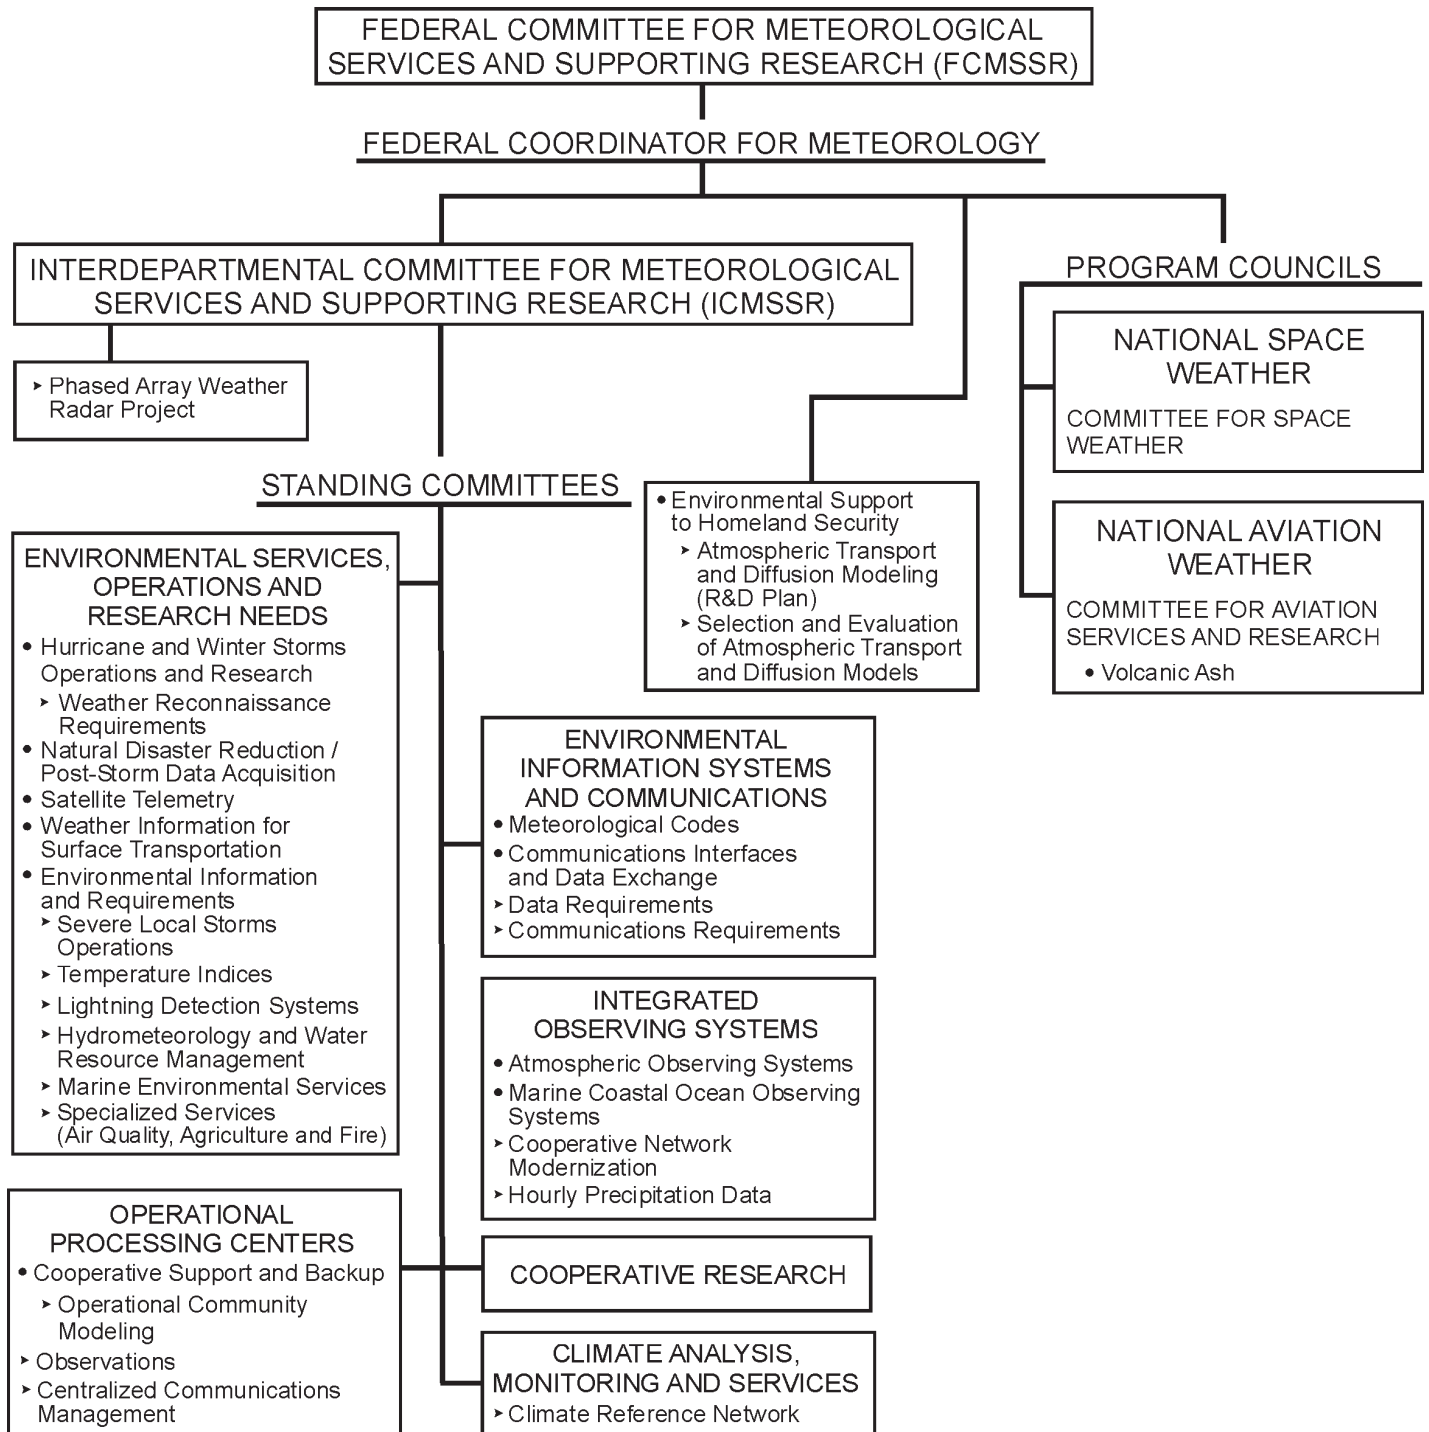 FEDERAL COMMITTEE FOR METEOROLOGICAL
SERVICES AND SUPPORTING RESEARCH (FCMSSR)
FEDERAL COORDINATOR FOR METEOROLOGY
INTERDEPARTMENTAL COMMITTEE FOR METEOROLOGICAL
SERVICES AND SUPPORTING RESEARCH (ICMSSR)
➤ Phased Array Weather
Radar Project
PROGRAM COUNCILS
NATIONAL SPACE
WEATHER
COMMITTEE FOR SPACE
WEATHER
NATIONAL AVIATION
WEATHER
COMMITTEE FOR AVIATION
SERVICES AND RESEARCH
• Volcanic Ash
• Environmental Support
to Homeland Security
➤ Atmospheric Transport
and Diffusion Modeling
(R&D Plan)
➤ Selection and Evaluation
of Atmospheric Transport
and Diffusion Models
STANDING COMMITTEES
ENVIRONMENTAL SERVICES,
OPERATIONS AND
RESEARCH NEEDS
• Hurricane and Winter Storms
Operations and Research
➤ Weather Reconnaissance
Requirements
• Natural Disaster Reduction /
Post-Storm Data Acquisition
• Satellite Telemetry
• Weather Information for
Surface Transportation
• Environmental Information
and Requirements
➤ Severe Local Storms
Operations
➤ Temperature Indices
➤ Lightning Detection Systems
➤ Hydrometeorology and Water
Resource Management
➤ Marine Environmental Services
➤ Specialized Services
(Air Quality, Agriculture and Fire)
ENVIRONMENTAL
INFORMATION SYSTEMS
AND COMMUNICATIONS
• Meteorological Codes
• Communications Interfaces
and Data Exchange
➤ Data Requirements
➤ Communications Requirements
INTEGRATED
OBSERVING SYSTEMS
• Atmospheric Observing Systems
• Marine Coastal Ocean Observing
Systems
➤ Cooperative Network
Modernization
➤ Hourly Precipitation Data
OPERATIONAL
PROCESSING CENTERS
• Cooperative Support and Backup
➤ Operational Community
Modeling
➤ Observations
➤ Centralized Communications
Management
COOPERATIVE RESEARCH
CLIMATE ANALYSIS,
MONITORING AND SERVICES
➤ Climate Reference Network